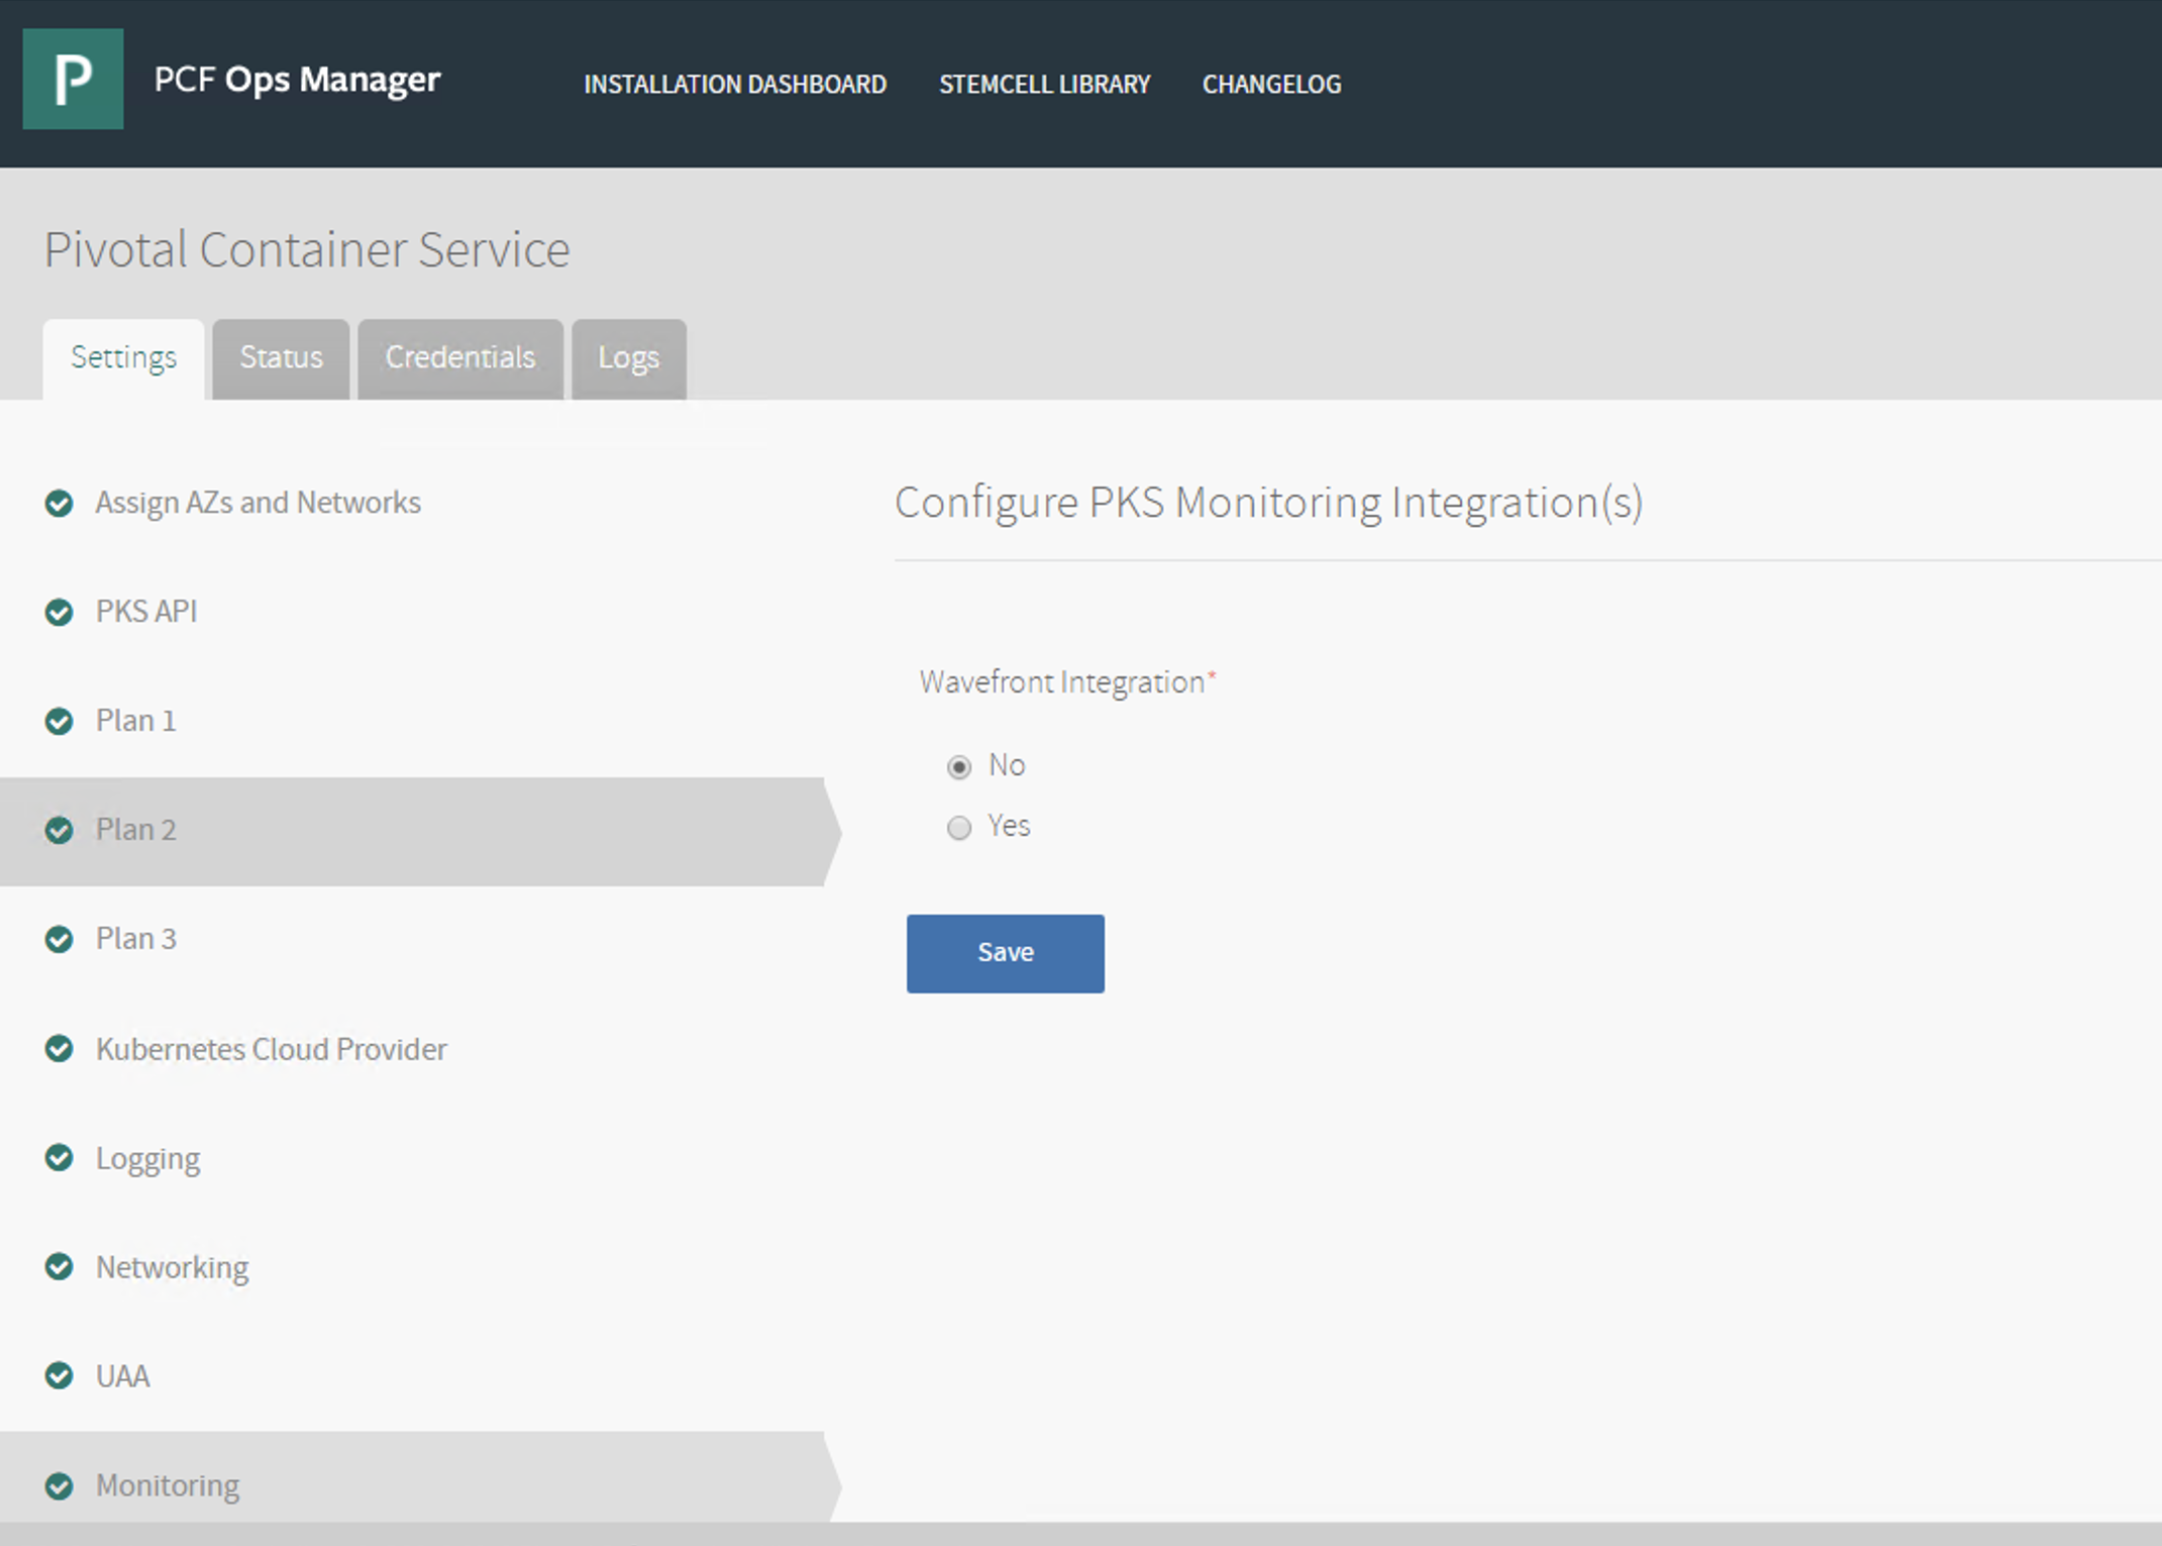 P PCF Ops Manager INSTALLATION DASHBOARD STEMCELL LIBRARY CHANGELOG
Pivotal Container Service
Settings Status Credentials Logs
Assign AZs and Networks
PKS API
Plan 1
Plan 2
Plan 3
Kubernetes Cloud Provider
Logging
Networking
UAA
Monitoring
Configure PKS Monitoring Integration(s)
Wavefront Integration*
No
Yes
Save